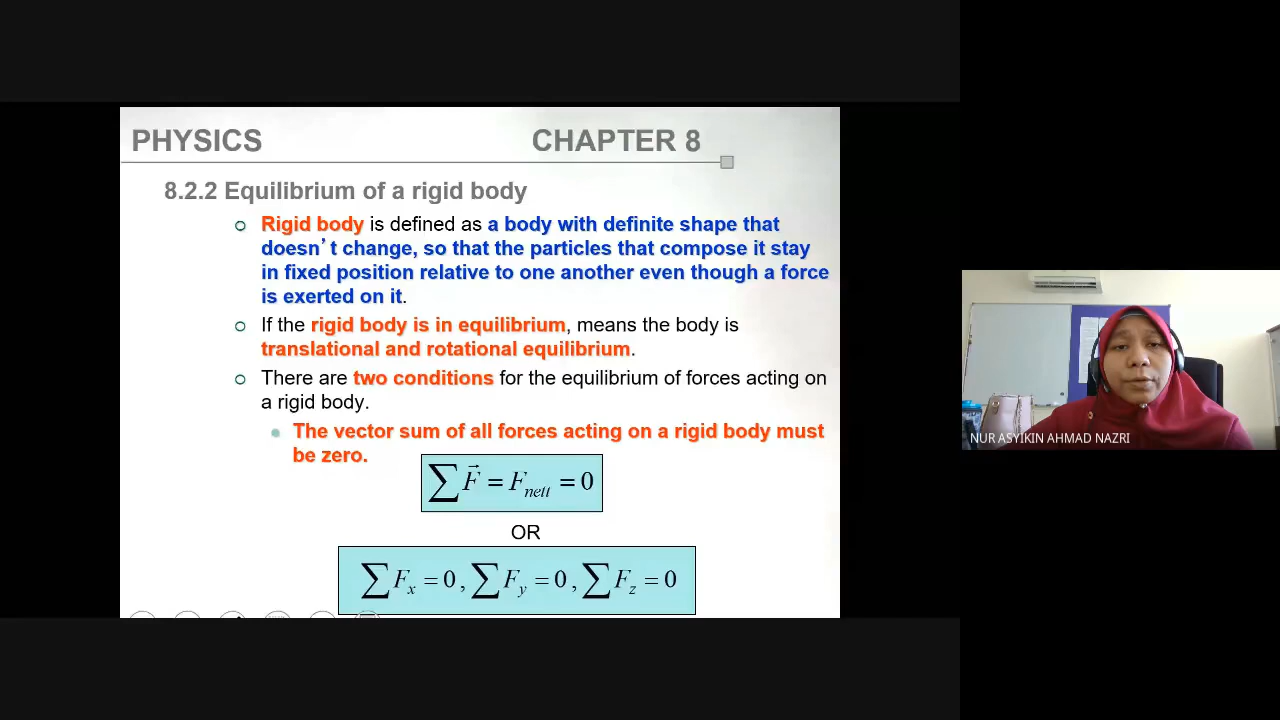 PHYSICS CHAPTER 8
8.2.2 Equilibrium of a rigid body
Rigid body is defined as a body with definite shape that
doesn't change, so that the particles that compose it stay
in fixed position relative to one another even though a force
is exerted on it.
If the rigid body is in equilibrium, means the body is
translational and rotational equilibrium.
There are two conditions for the equilibrium of forces acting on
a rigid body.
The vector sum of all forces acting on a rigid body must
be zero.
∑ F⃗ = F_nett = 0
OR
∑ F_x = 0, ∑ F_y = 0, ∑ F_z = 0
NUR ASYIKIN AHMAD NAZRI